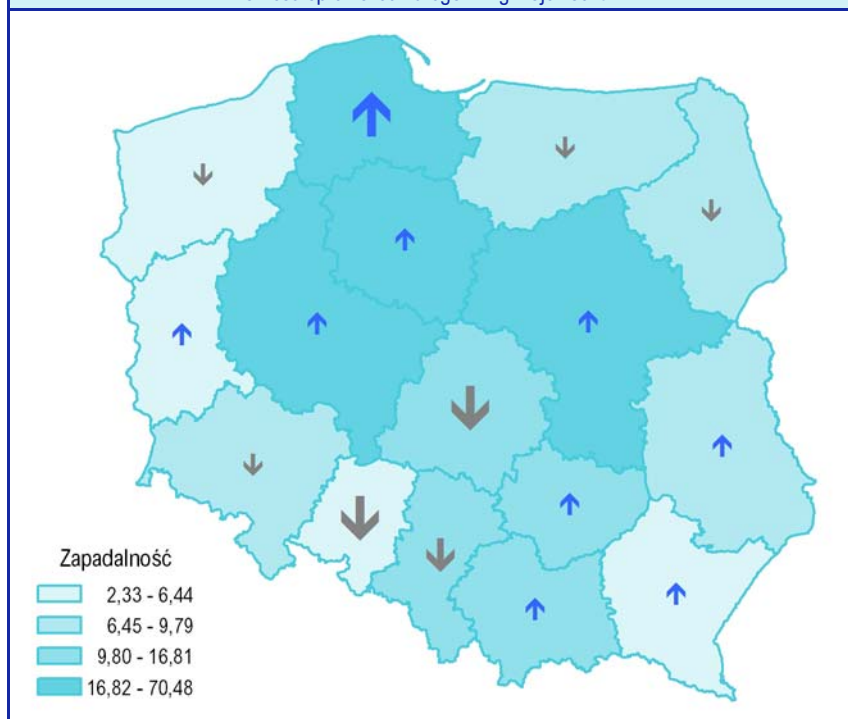 Zapadalność
2,33 - 6,44
6,45 - 9,79
9,80 - 16,81
16,82 - 70,48